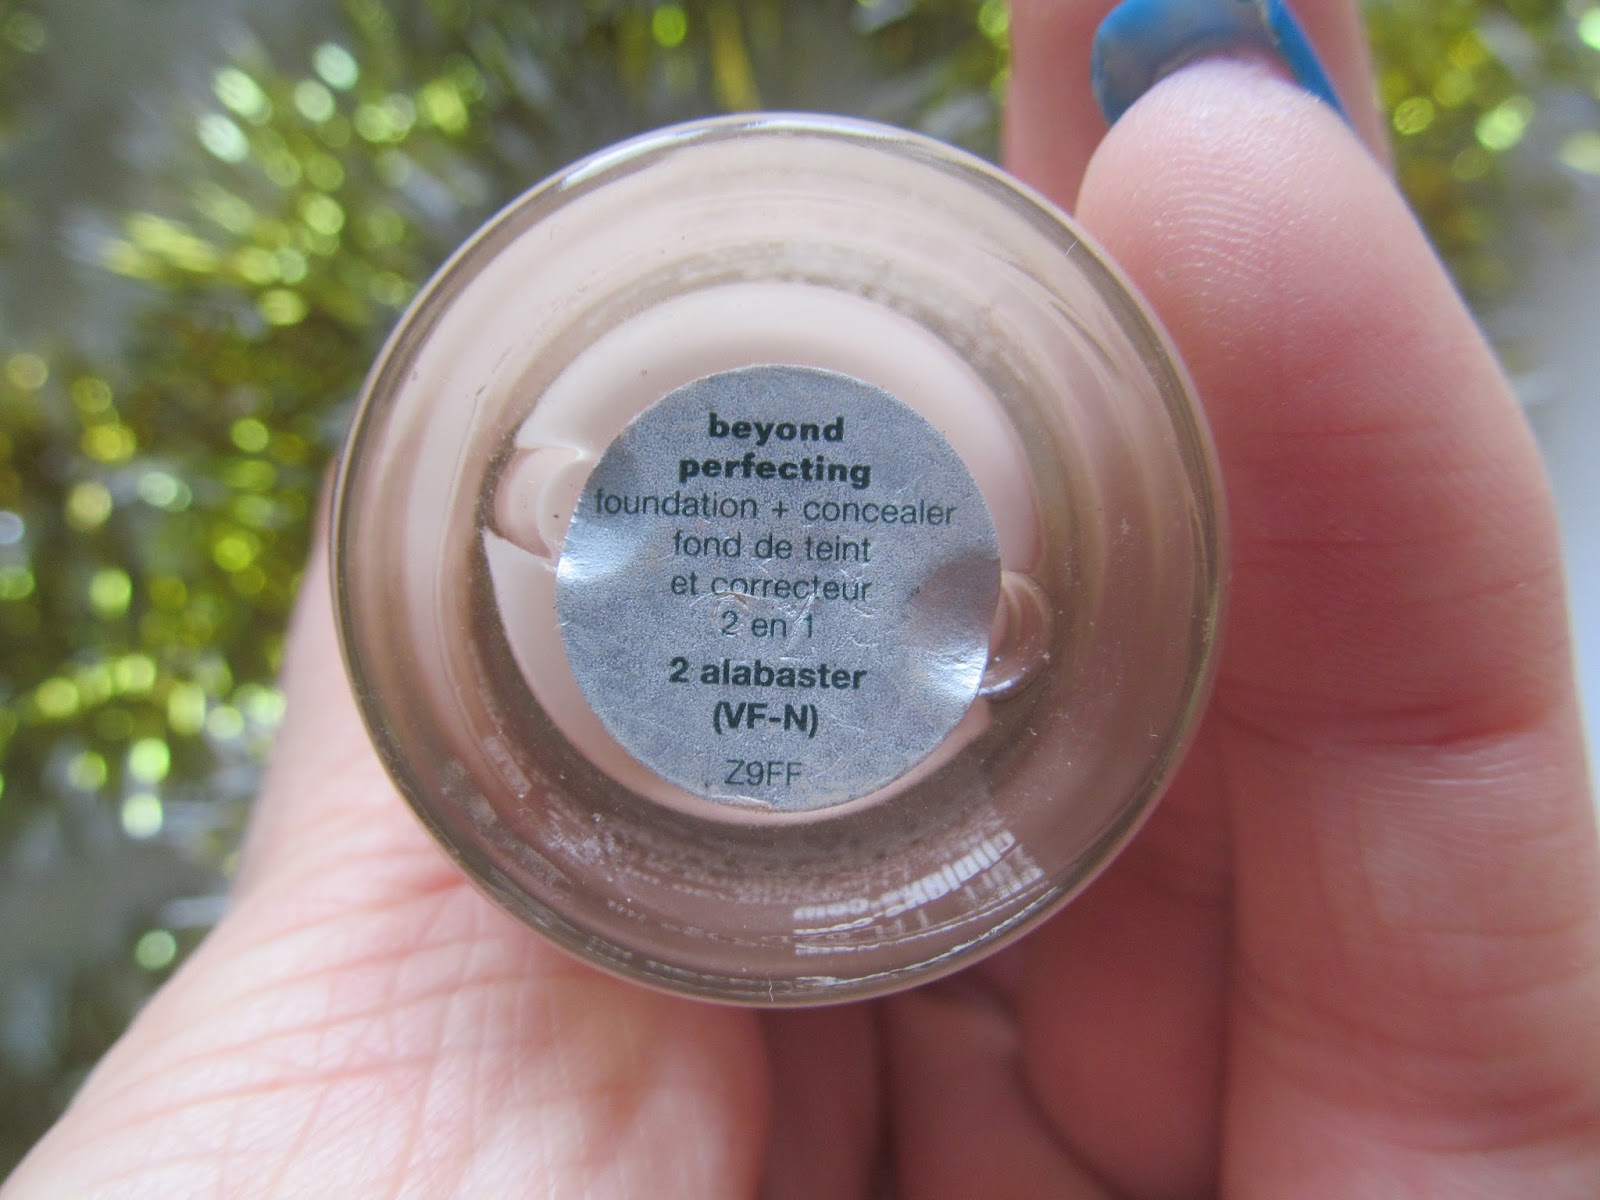 beyond
perfecting
foundation + concealer
fond de teint
et correcteur
2 en 1
2 alabaster
(VF-N)
Z9FF